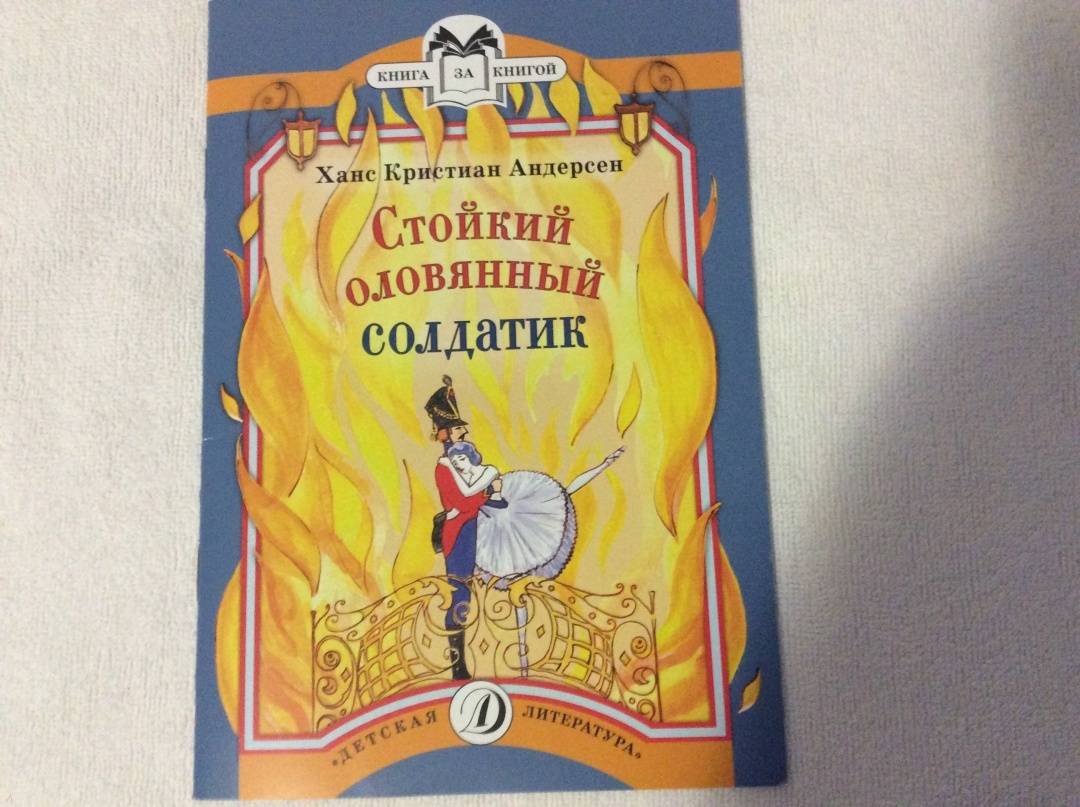 КНИГА ЗА КНИГОЙ
Ханс Кристиан Андерсен
Стойкий
оловянный
солдатик
Д
«ДЕТСКАЯ ЛИТЕРАТУРА»